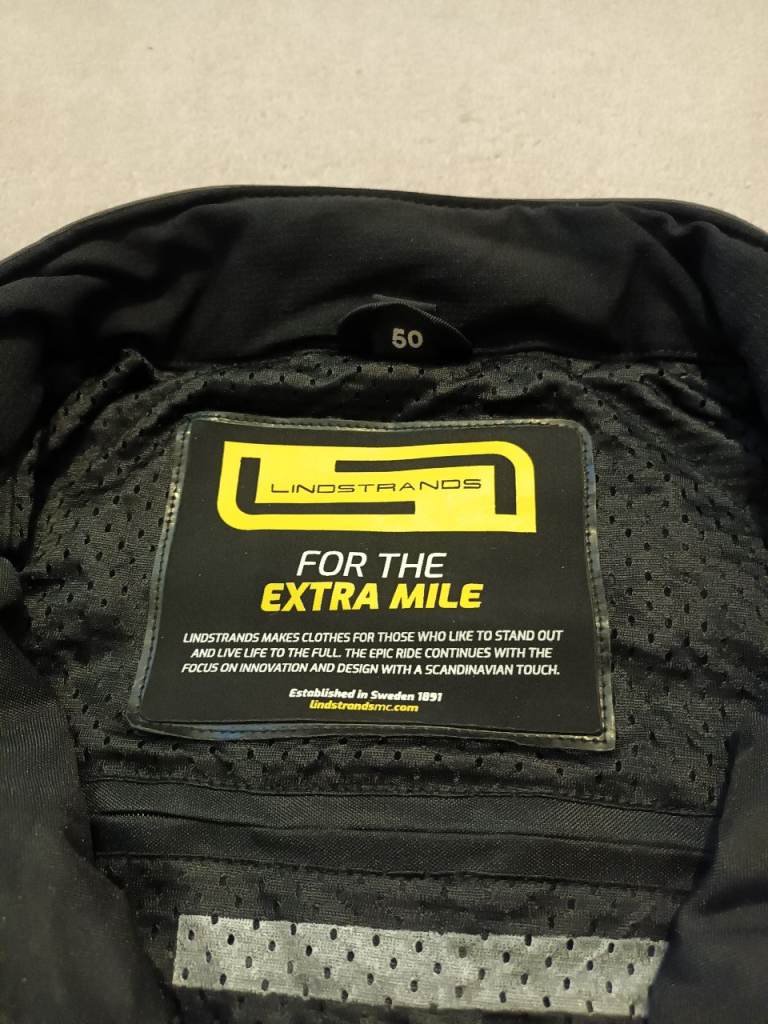 50
LINDSTRANDS
FOR THE
EXTRA MILE
LINDSTRANDS MAKES CLOTHES FOR THOSE WHO LIKE TO STAND OUT
AND LIVE LIFE TO THE FULL. THE EPIC RIDE CONTINUES WITH THE
FOCUS ON INNOVATION AND DESIGN WITH A SCANDINAVIAN TOUCH.
Established in Sweden 1891
lindstrandsmc.com